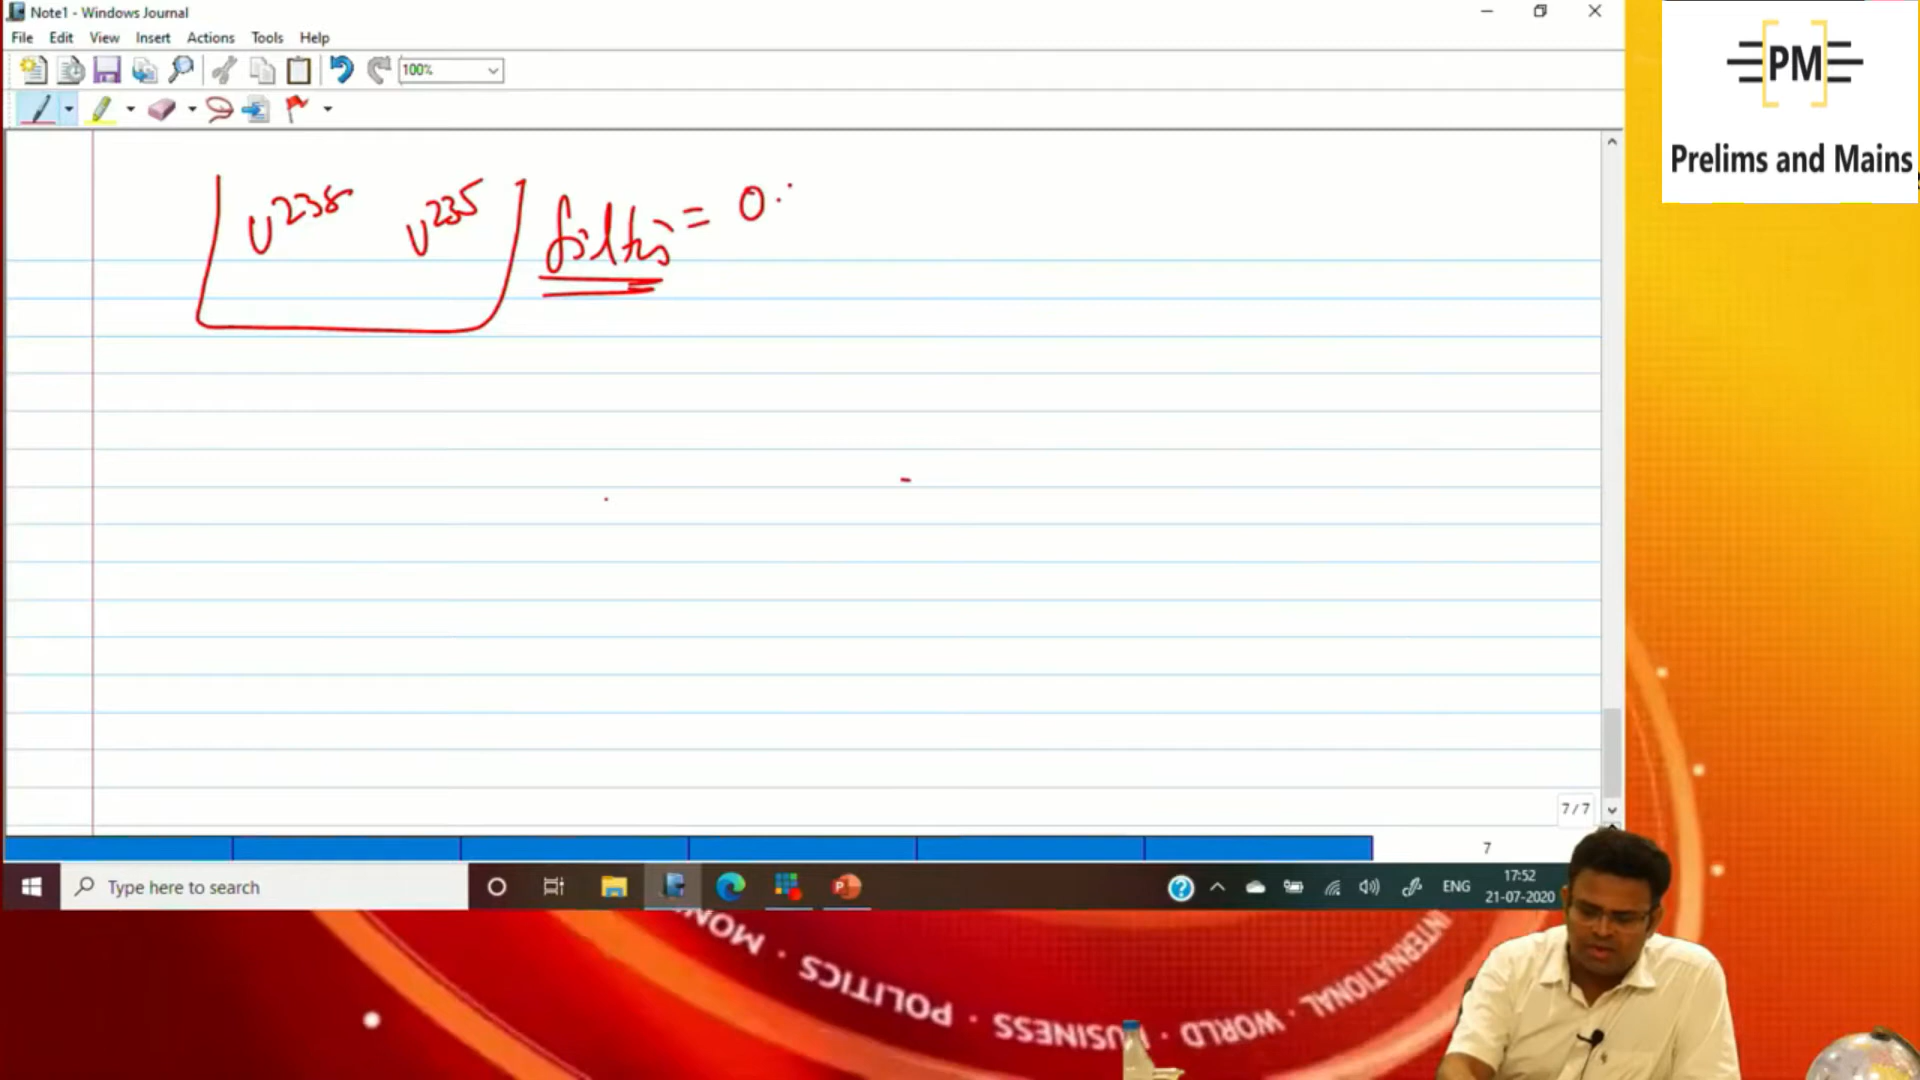 Note1 - Windows Journal
File Edit View Insert Actions Tools Help
100%
U238 U235 = 0.
PM
Prelims and Mains
7 / 7
7
Type here to search
ENG
17:52
21-07-2020
MON
POLITICS · BUSINESS · WORLD · INTERNATIONAL